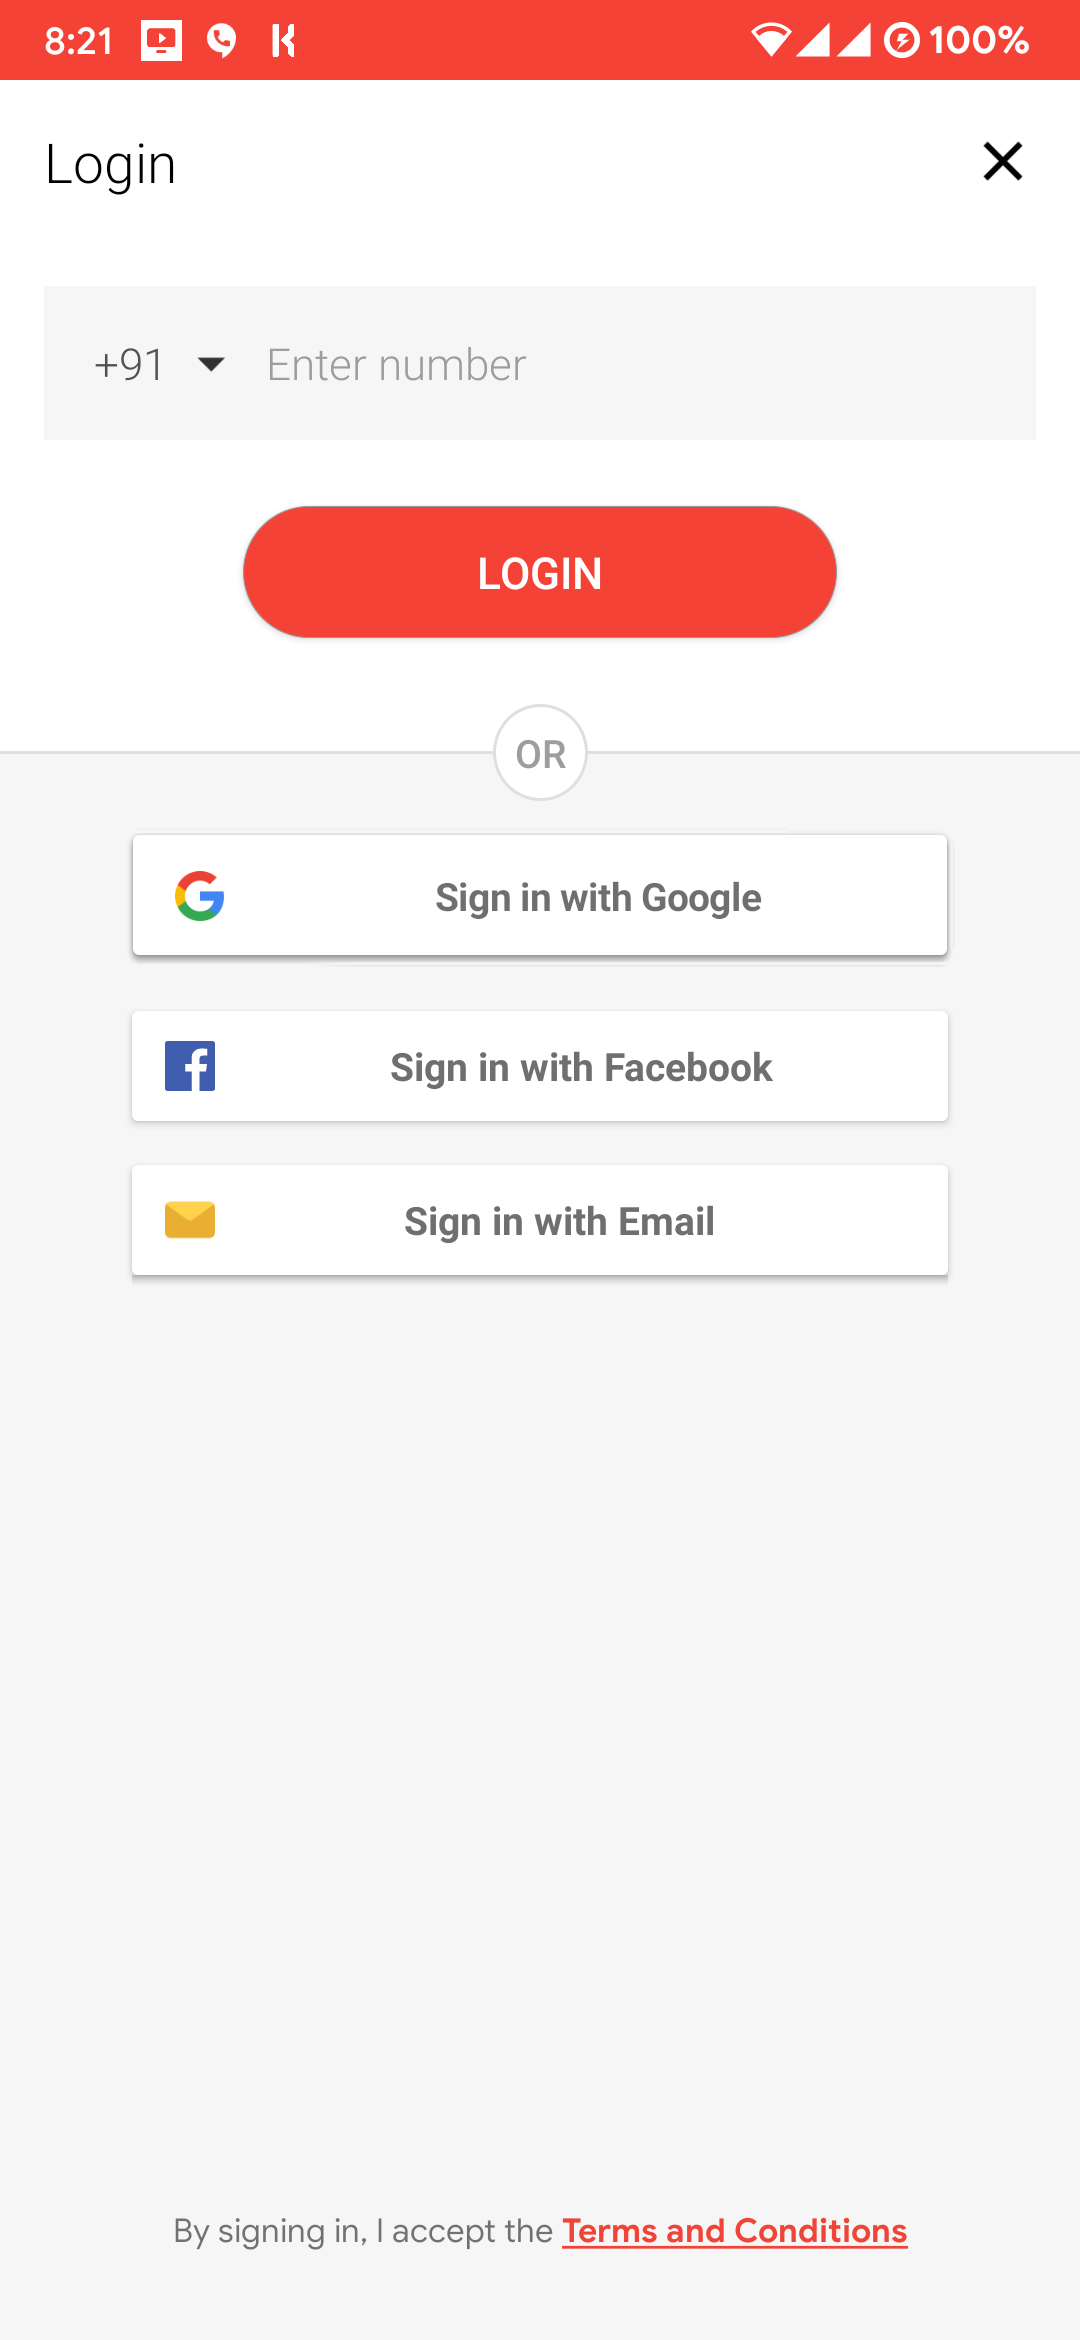 8:21 100%
Login
+91 Enter number
LOGIN
OR
Sign in with Google
Sign in with Facebook
Sign in with Email
By signing in, I accept the Terms and Conditions